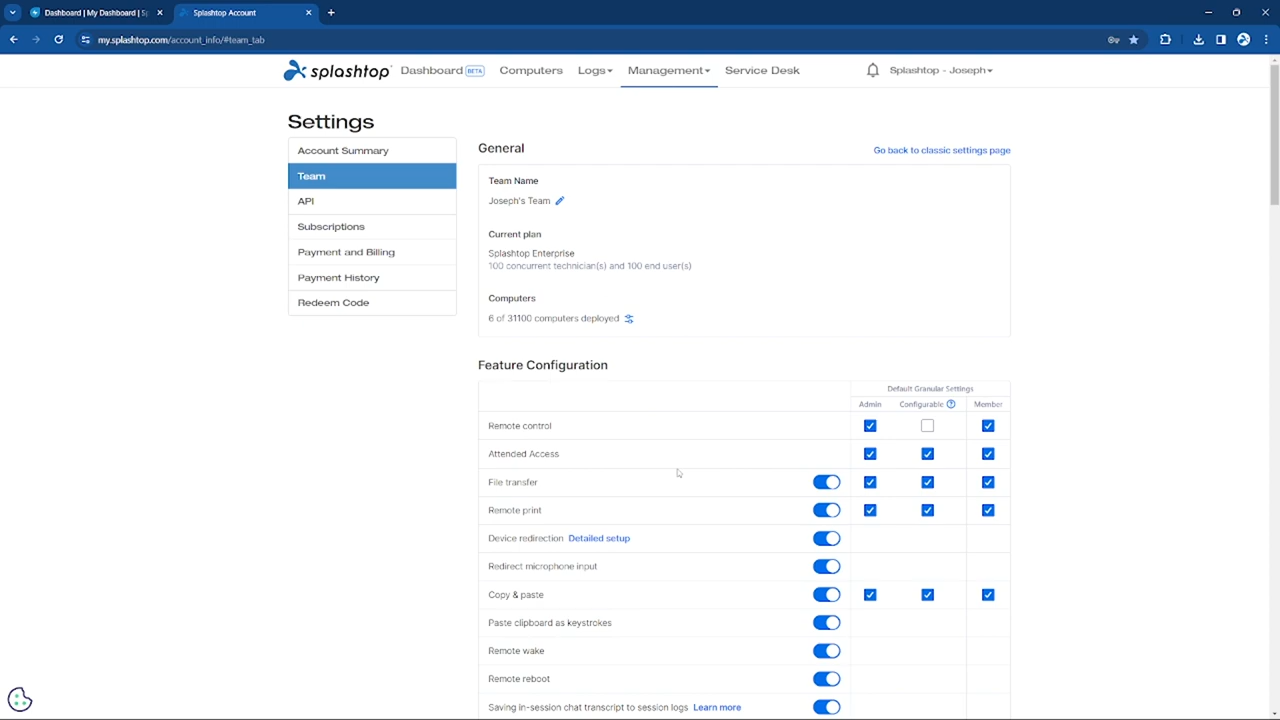 Dashboard | My Dashboard | Sp
Splashtop Account
my.splashtop.com/account_info/#team_tab
splashtop
Dashboard BETA
Computers
Logs
Management
Service Desk
Splashtop - Joseph
Settings
Account Summary
Team
API
Subscriptions
Payment and Billing
Payment History
Redeem Code
General
Go back to classic settings page
Team Name
Joseph's Team
Current plan
Splashtop Enterprise
100 concurrent technician(s) and 100 end user(s)
Computers
6 of 31100 computers deployed
Feature Configuration
Default Granular Settings
Admin Configurable ? Member
Remote control
Attended Access
File transfer
Remote print
Device redirection Detailed setup
Redirect microphone input
Copy & paste
Paste clipboard as keystrokes
Remote wake
Remote reboot
Saving in-session chat transcript to session logs Learn more